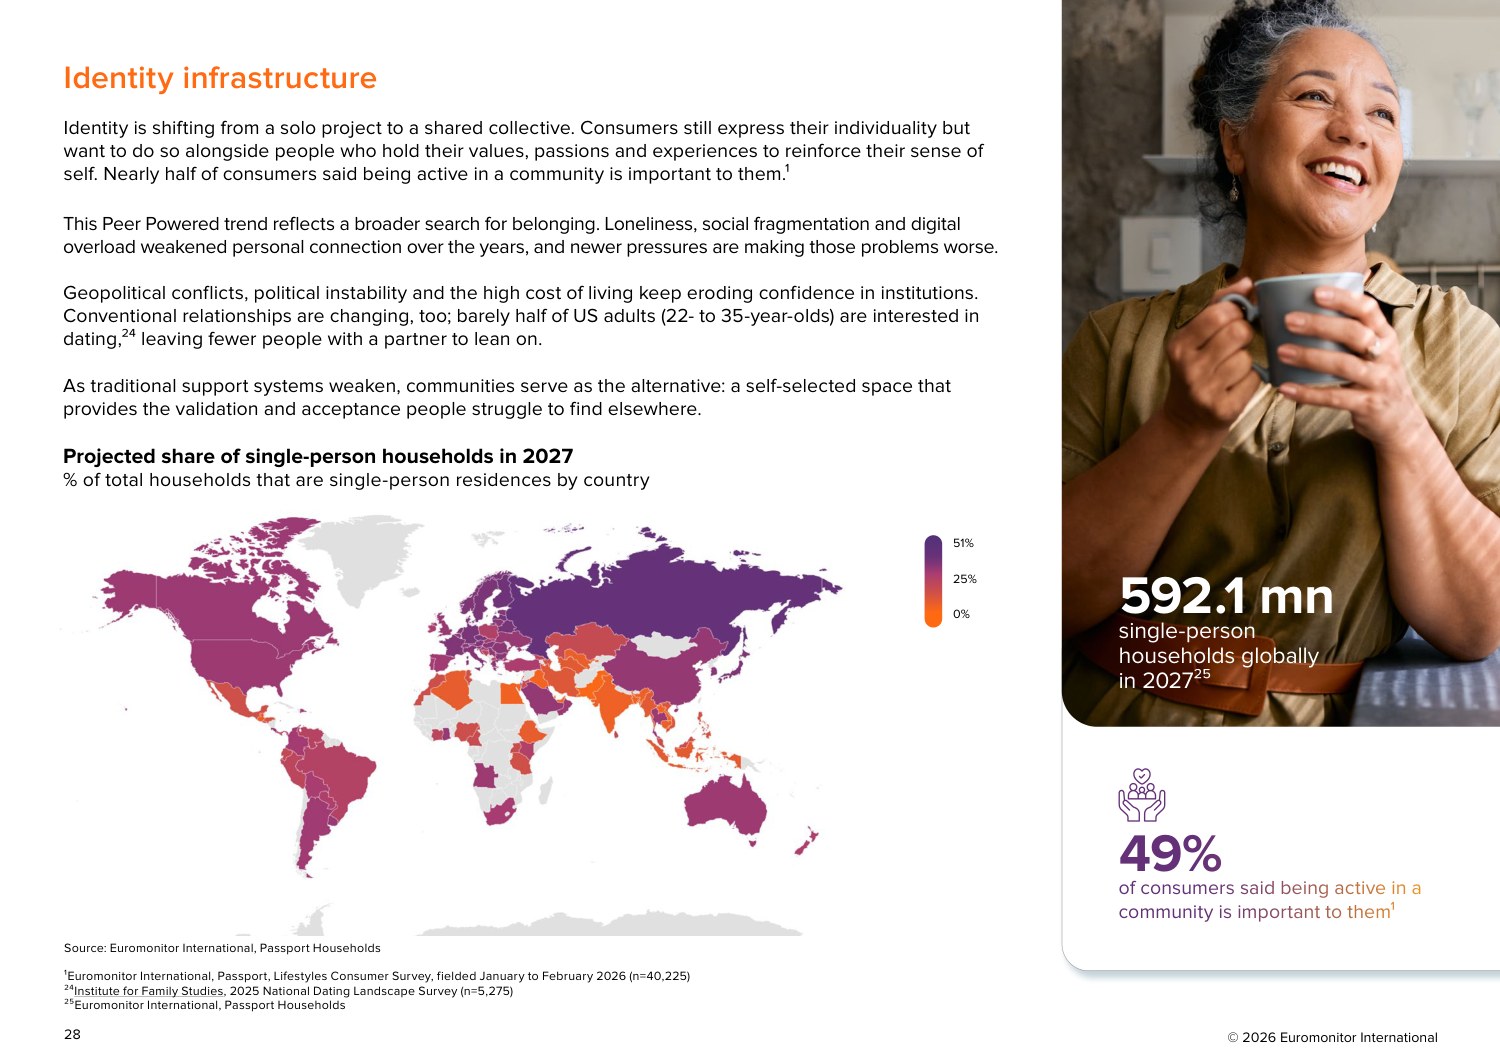 Identity infrastructure
Identity is shifting from a solo project to a shared collective. Consumers still express their individuality but
want to do so alongside people who hold their values, passions and experiences to reinforce their sense of
self. Nearly half of consumers said being active in a community is important to them.¹
This Peer Powered trend reflects a broader search for belonging. Loneliness, social fragmentation and digital
overload weakened personal connection over the years, and newer pressures are making those problems worse.
Geopolitical conflicts, political instability and the high cost of living keep eroding confidence in institutions.
Conventional relationships are changing, too; barely half of US adults (22- to 35-year-olds) are interested in
dating,²⁴ leaving fewer people with a partner to lean on.
As traditional support systems weaken, communities serve as the alternative: a self-selected space that
provides the validation and acceptance people struggle to find elsewhere.
Projected share of single-person households in 2027
% of total households that are single-person residences by country
51%
25%
0%
Source: Euromonitor International, Passport Households
¹Euromonitor International, Passport, Lifestyles Consumer Survey, fielded January to February 2026 (n=40,225)
²⁴Institute for Family Studies, 2025 National Dating Landscape Survey (n=5,275)
²⁵Euromonitor International, Passport Households
28
592.1 mn
single-person
households globally
in 2027²⁵
49%
of consumers said being active in a
community is important to them¹
© 2026 Euromonitor International